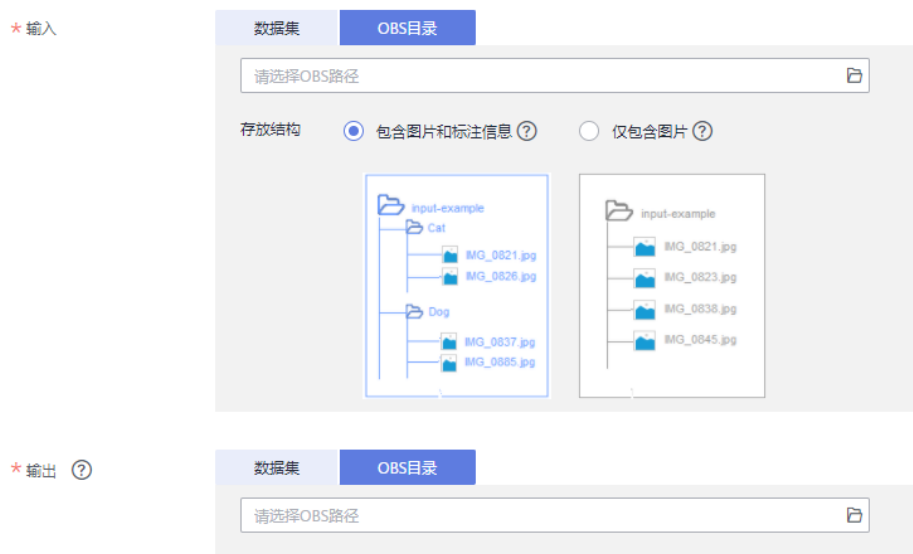 * 输入
数据集 OBS目录
请选择OBS路径
存放结构 包含图片和标注信息 ? 仅包含图片 ?
input-example
Cat
IMG_0821.jpg
IMG_0826.jpg
Dog
IMG_0837.jpg
IMG_0885.jpg
input-example
IMG_0821.jpg
IMG_0823.jpg
IMG_0838.jpg
IMG_0845.jpg
* 输出 ?
数据集 OBS目录
请选择OBS路径